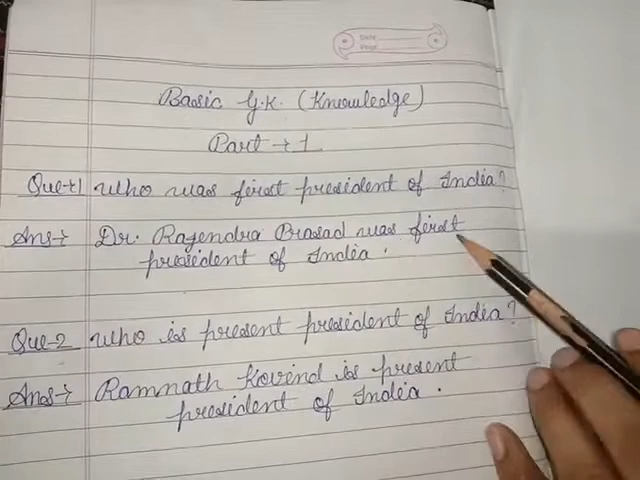 Date
Page
Basic G.K. (Knowledge)
Part → 1
Que→1 who was first president of India?
Ans→ Dr. Rajendra Prasad was first
president of India.
Que-2 who is present president of India?
Ans→ Ramnath Kovind is present
president of India.